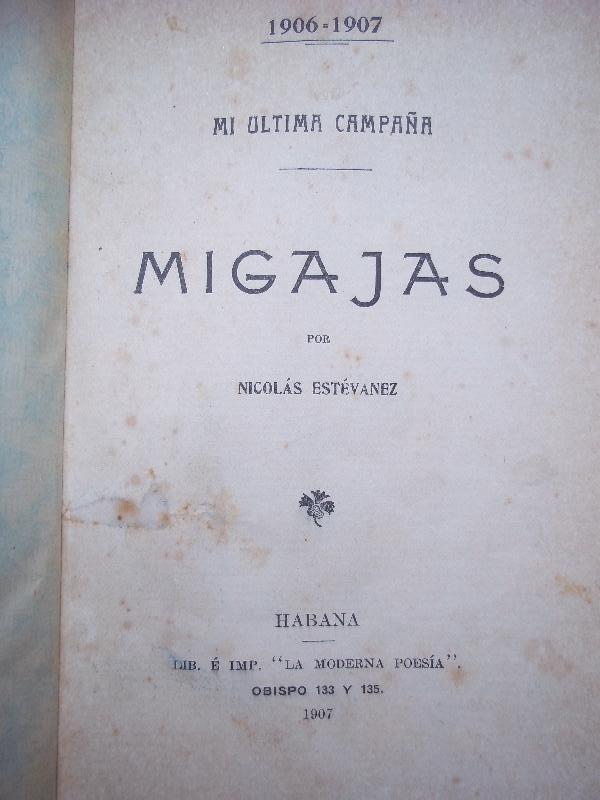 1906=1907
MI ULTIMA CAMPAÑA
MIGAJAS
POR
NICOLÁS ESTÉVANEZ
HABANA
LIB. É IMP. "LA MODERNA POESÍA".
OBISPO 133 Y 135.
1907